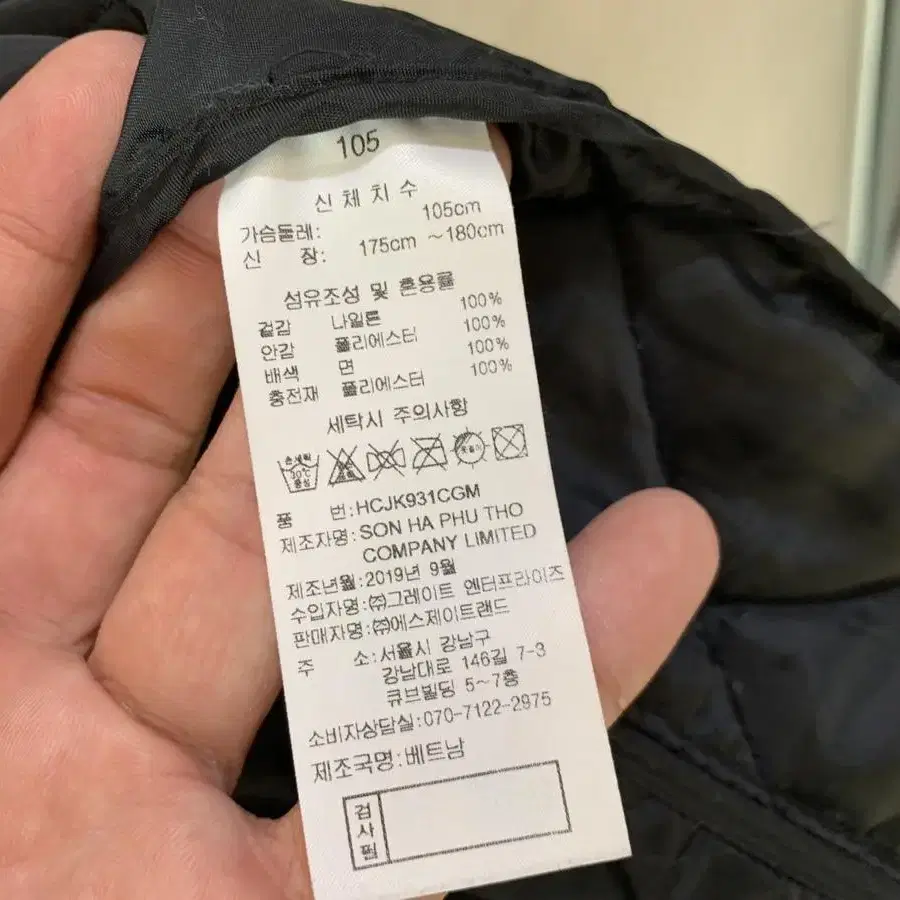 105
신체치수
가슴둘레: 105cm
신 장: 175cm ~180cm
섬유조성 및 혼용률
겉감 나일론 100%
안감 폴리에스터 100%
배색 면 100%
충전재 폴리에스터 100%
세탁시 주의사항
손세탁
30℃
중성
품 번:HCJK931CGM
제조자명:SON HA PHU THO
COMPANY LIMITED
제조년월:2019년 9월
수입자명:㈜그레이트 엔터프라이즈
판매자명:㈜에스제이트랜드
주 소:서울시 강남구
강남대로 146길 7-3
큐브빌딩 5~7층
소비자상담실:070-7122-2975
제조국명:베트남
검사필